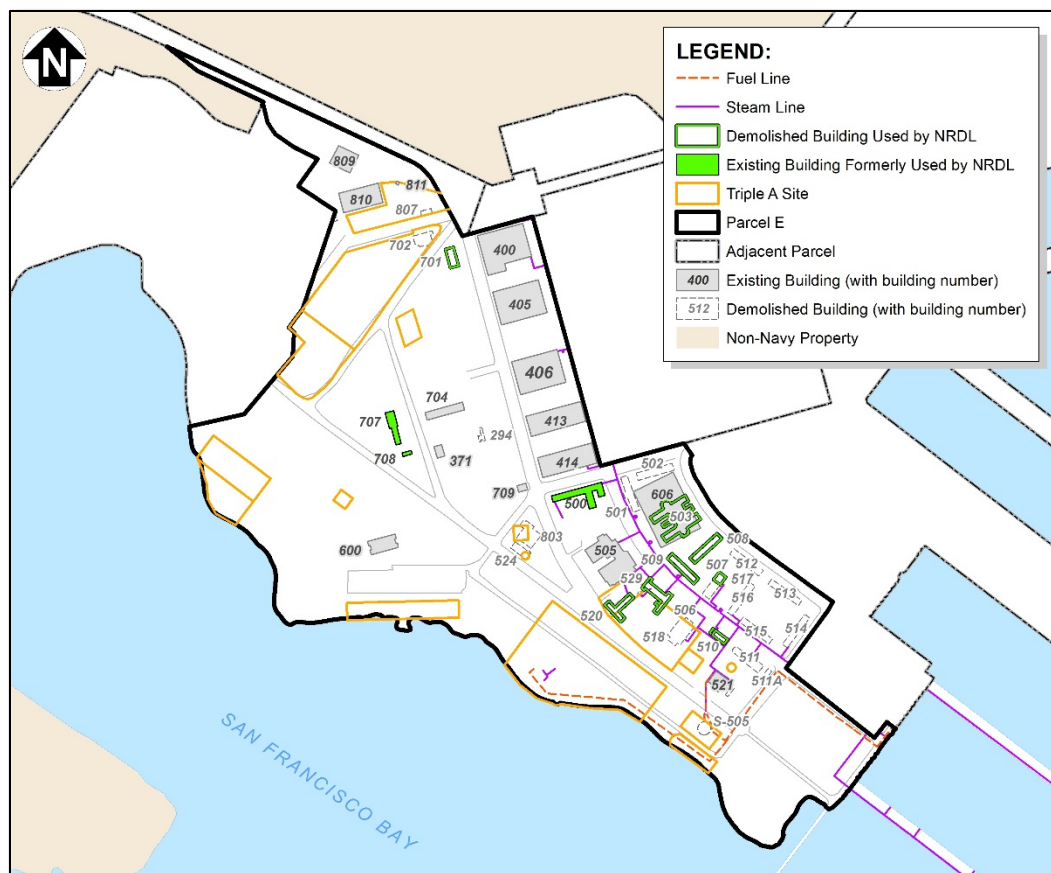 N
LEGEND:
Fuel Line
Steam Line
Demolished Building Used by NRDL
Existing Building Formerly Used by NRDL
Triple A Site
Parcel E
Adjacent Parcel
400 Existing Building (with building number)
512 Demolished Building (with building number)
Non-Navy Property
809
811
810
807
702
701
400
405
406
704
707
413
294
708
371
414
502
709
606
500
501
503
803
508
600
524
505
509
512
507
529
517
513
516
520
506
518
515
514
510
511
521
511A
S-505
SAN FRANCISCO BAY